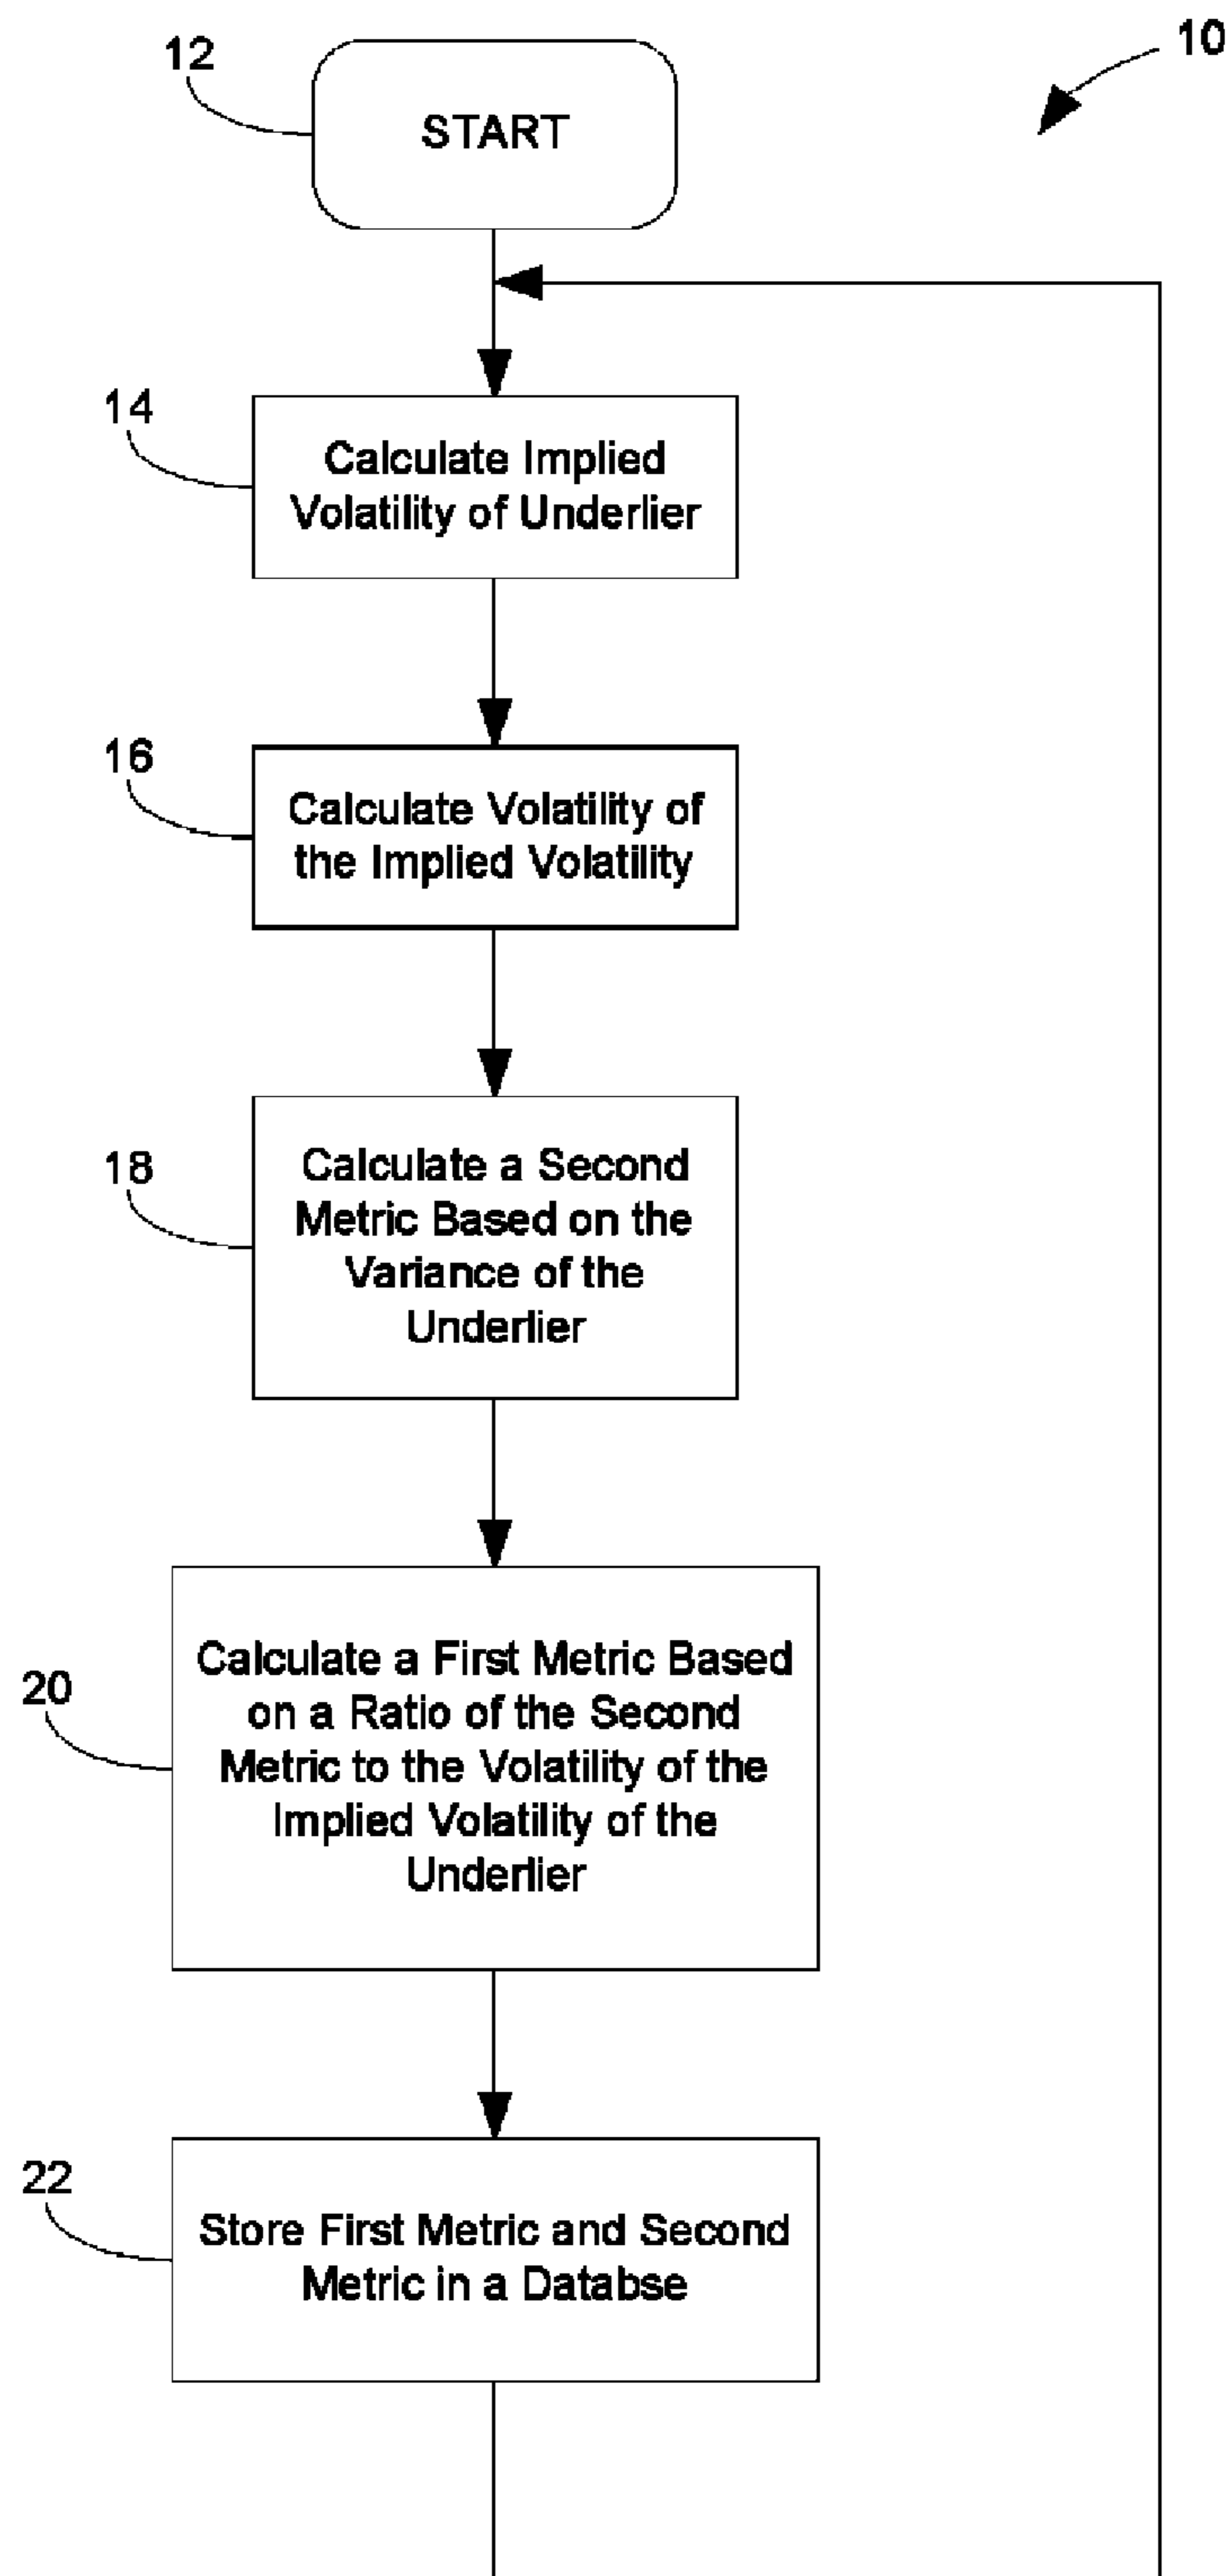 10
12
START
14
Calculate Implied
Volatility of Underlier
16
Calculate Volatility of
the Implied Volatility
18
Calculate a Second
Metric Based on the
Variance of the
Underlier
20
Calculate a First Metric Based
on a Ratio of the Second
Metric to the Volatility of the
Implied Volatility of the
Underlier
22
Store First Metric and Second
Metric in a Databse